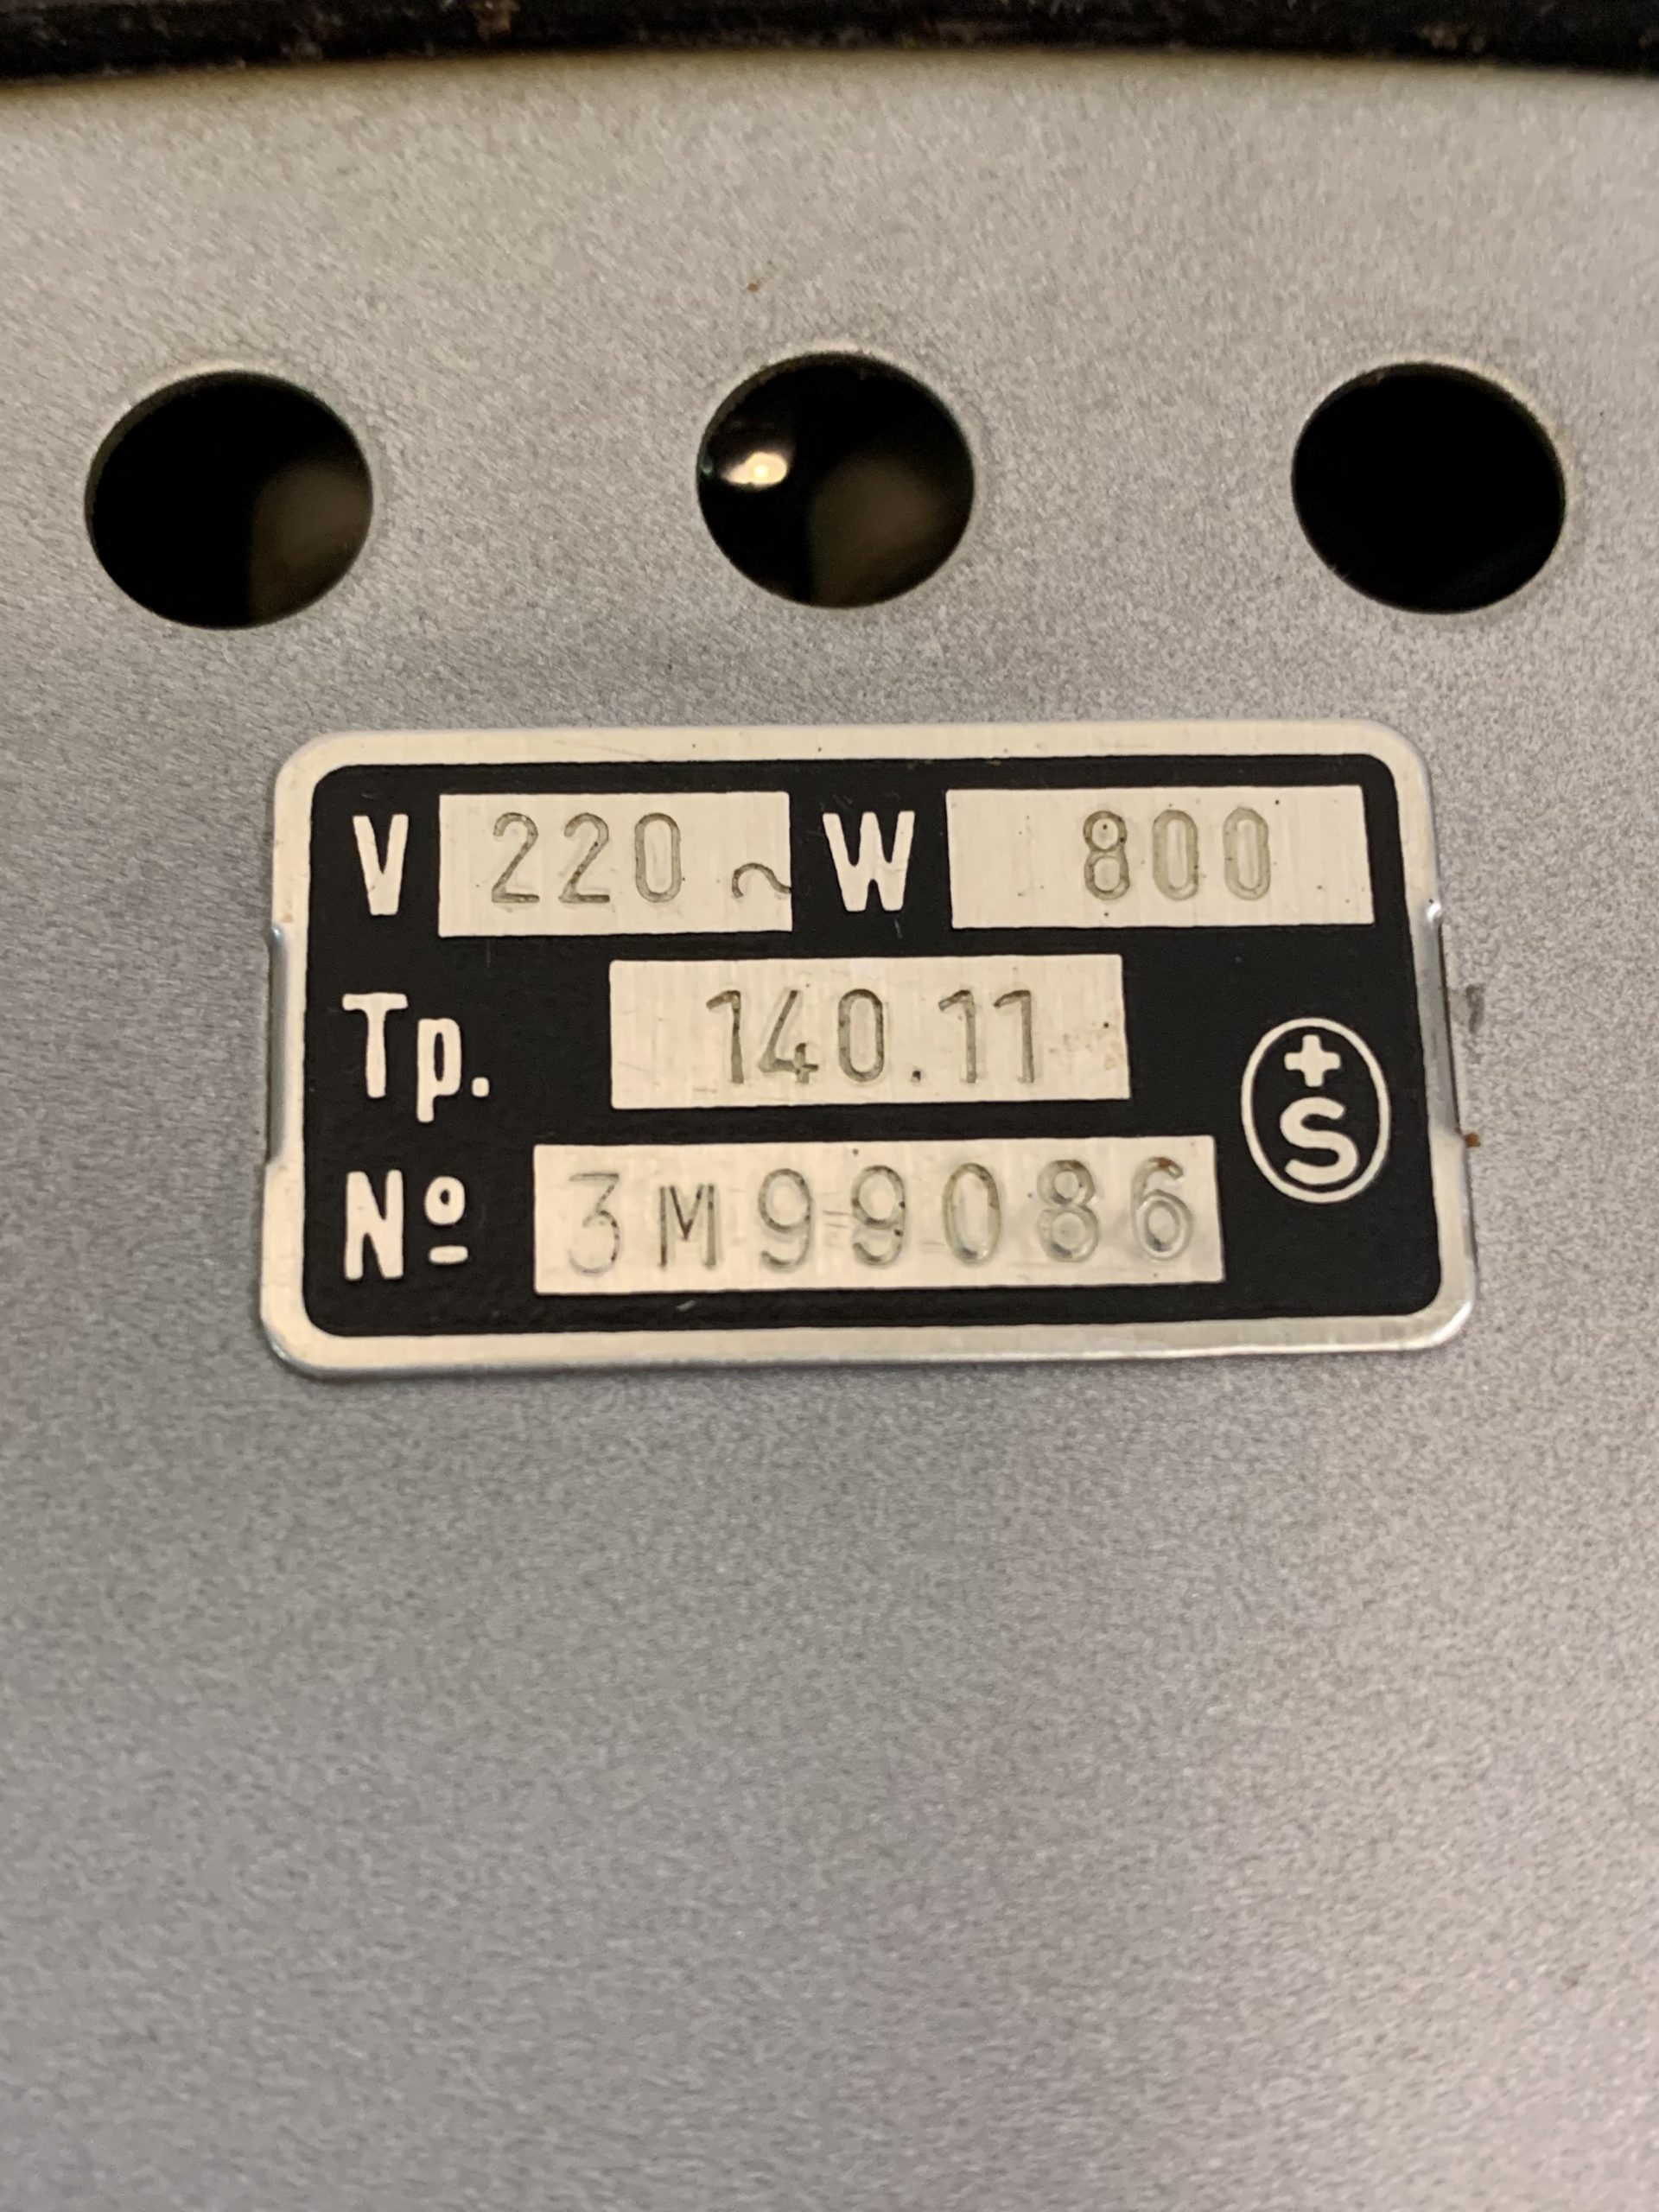 V 220 ~ W 800
Tp. 140.11
+S
Nº 3M99086